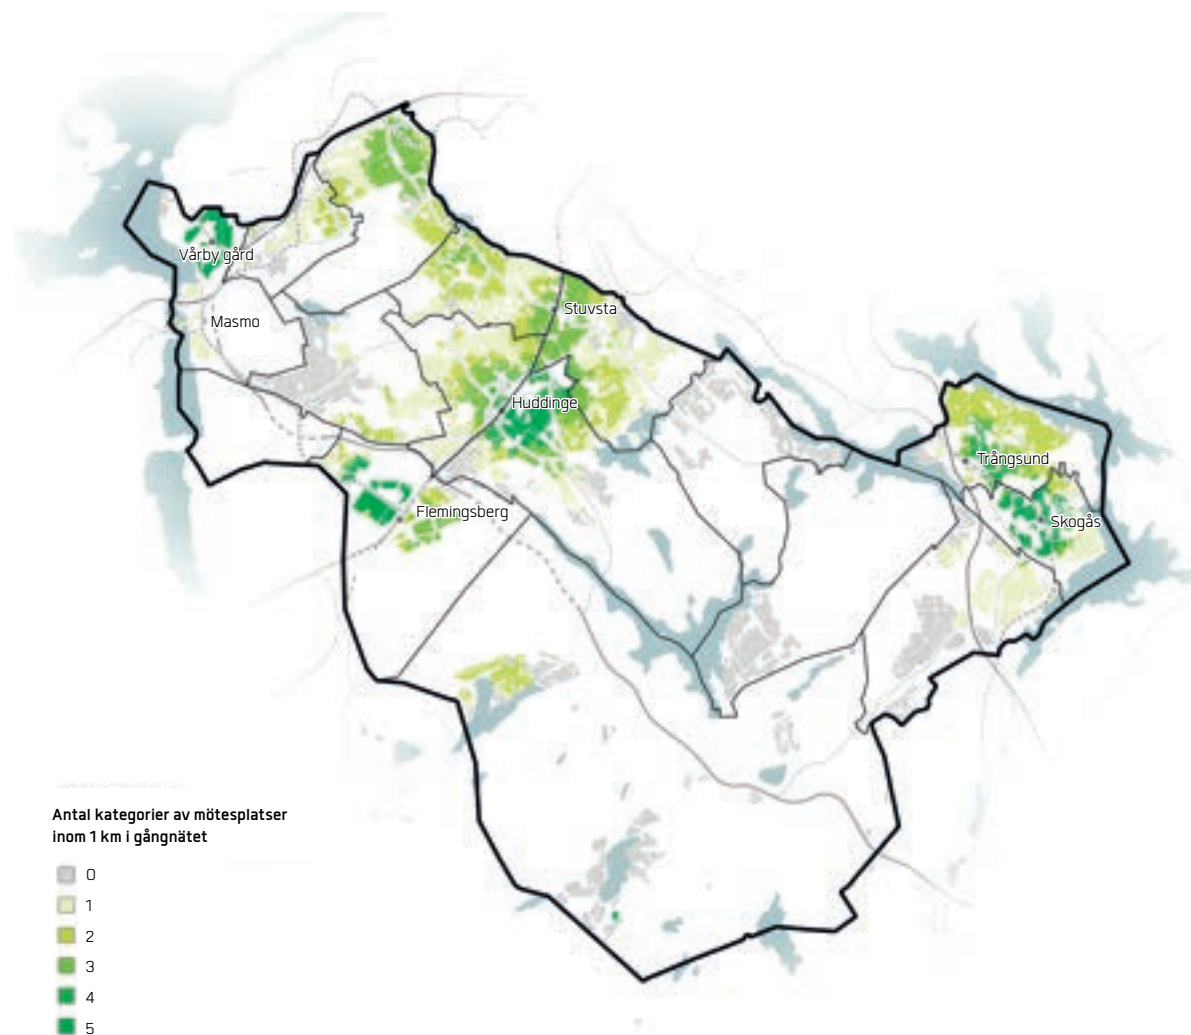 Vårby gård
Masmo
Stuvsta
Huddinge
Flemingsberg
Trångsund
Skogås
Antal kategorier av mötesplatser
inom 1 km i gångnätet
0
1
2
3
4
5